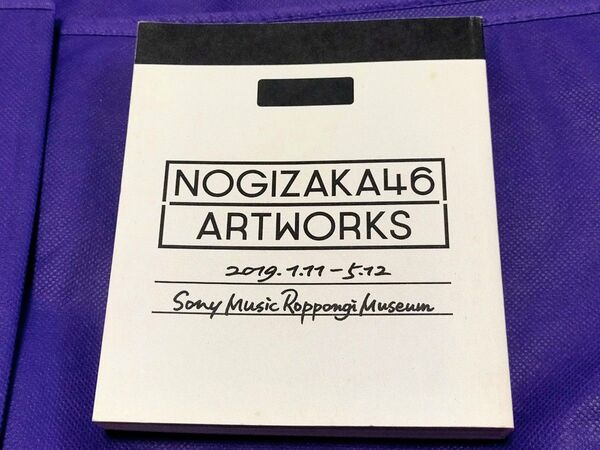 NOGIZAKA46
ARTWORKS
2019.1.11-5.12
Sony Music Roppongi Museum